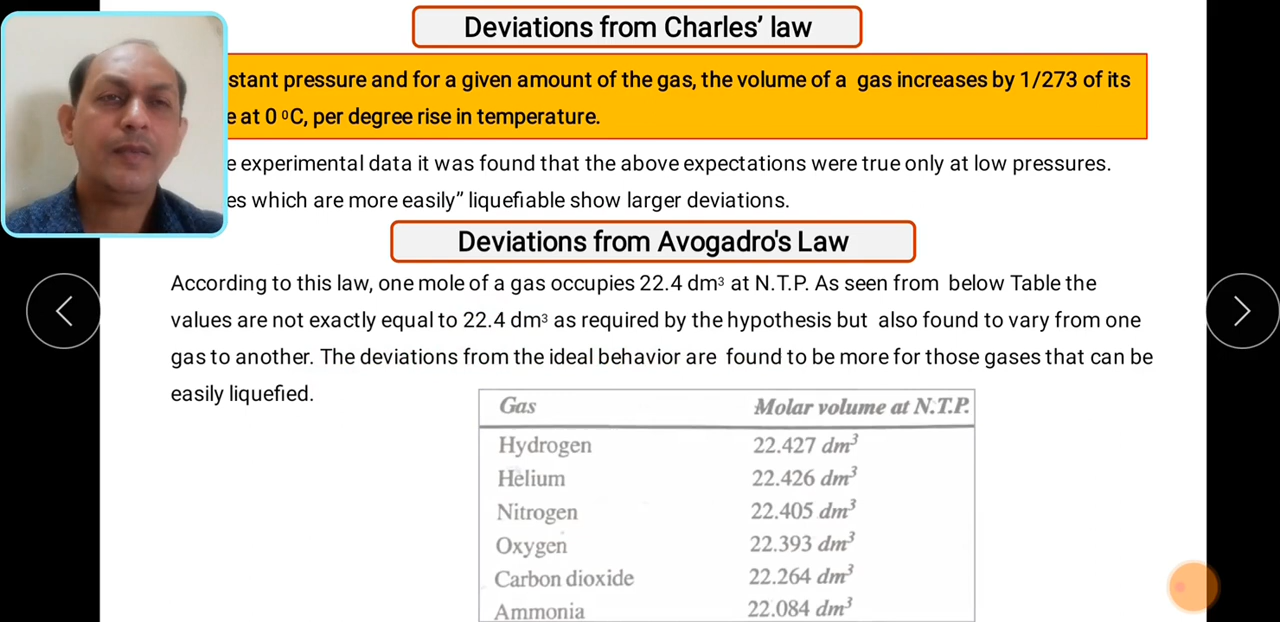 Deviations from Charles’ law
stant pressure and for a given amount of the gas, the volume of a gas increases by 1/273 of its
e at 0 ⁰C, per degree rise in temperature.
e experimental data it was found that the above expectations were true only at low pressures.
es which are more easily” liquefiable show larger deviations.
Deviations from Avogadro's Law
According to this law, one mole of a gas occupies 22.4 dm³ at N.T.P. As seen from below Table the
values are not exactly equal to 22.4 dm³ as required by the hypothesis but also found to vary from one
gas to another. The deviations from the ideal behavior are found to be more for those gases that can be
easily liquefied.
Gas Molar volume at N.T.P.
Hydrogen 22.427 dm³
Helium 22.426 dm³
Nitrogen 22.405 dm³
Oxygen 22.393 dm³
Carbon dioxide 22.264 dm³
Ammonia 22.084 dm³